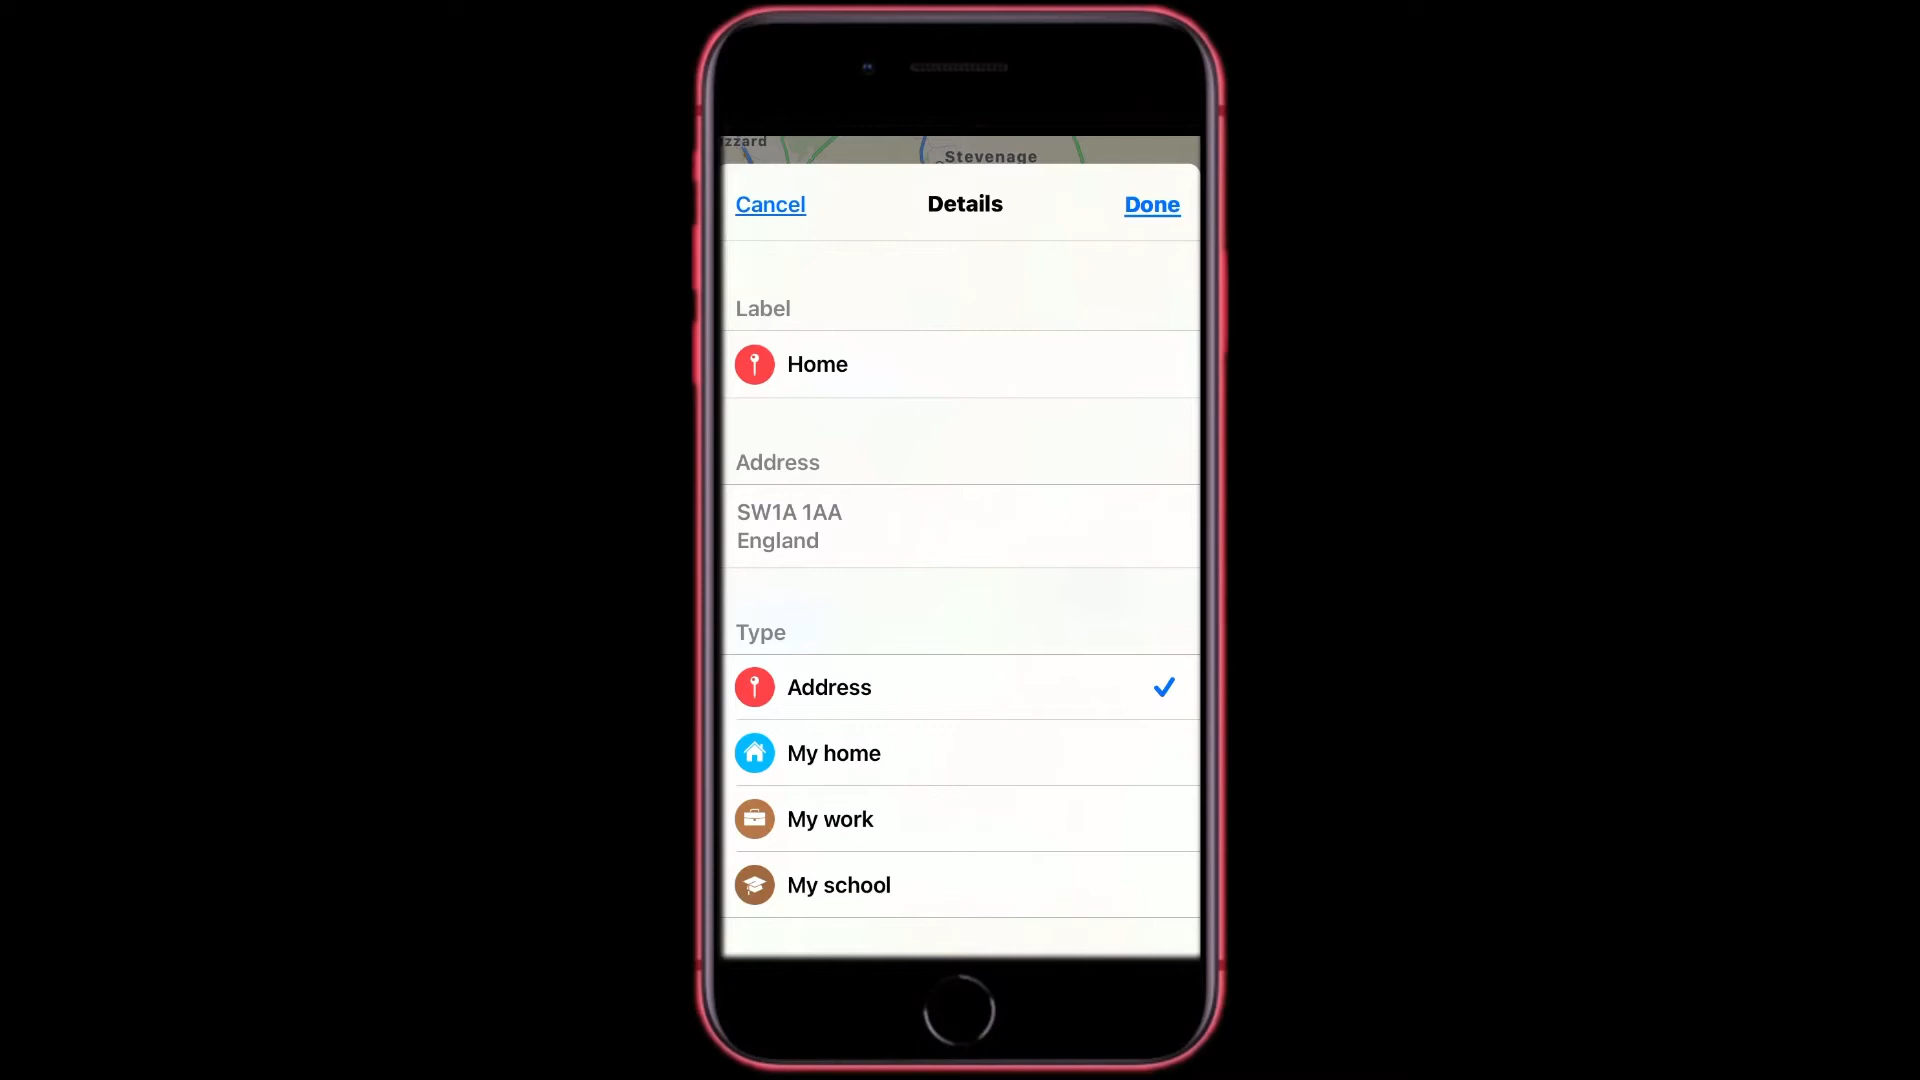 zzard
Stevenage
Cancel
Details
Done
Label
Home
Address
SW1A 1AA
England
Type
Address
My home
My work
My school